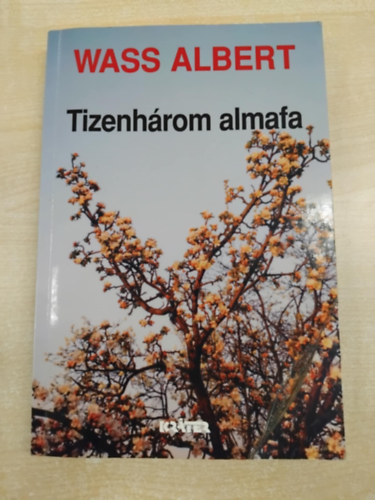 WASS ALBERT
Tizenhárom almafa
KRÁTER